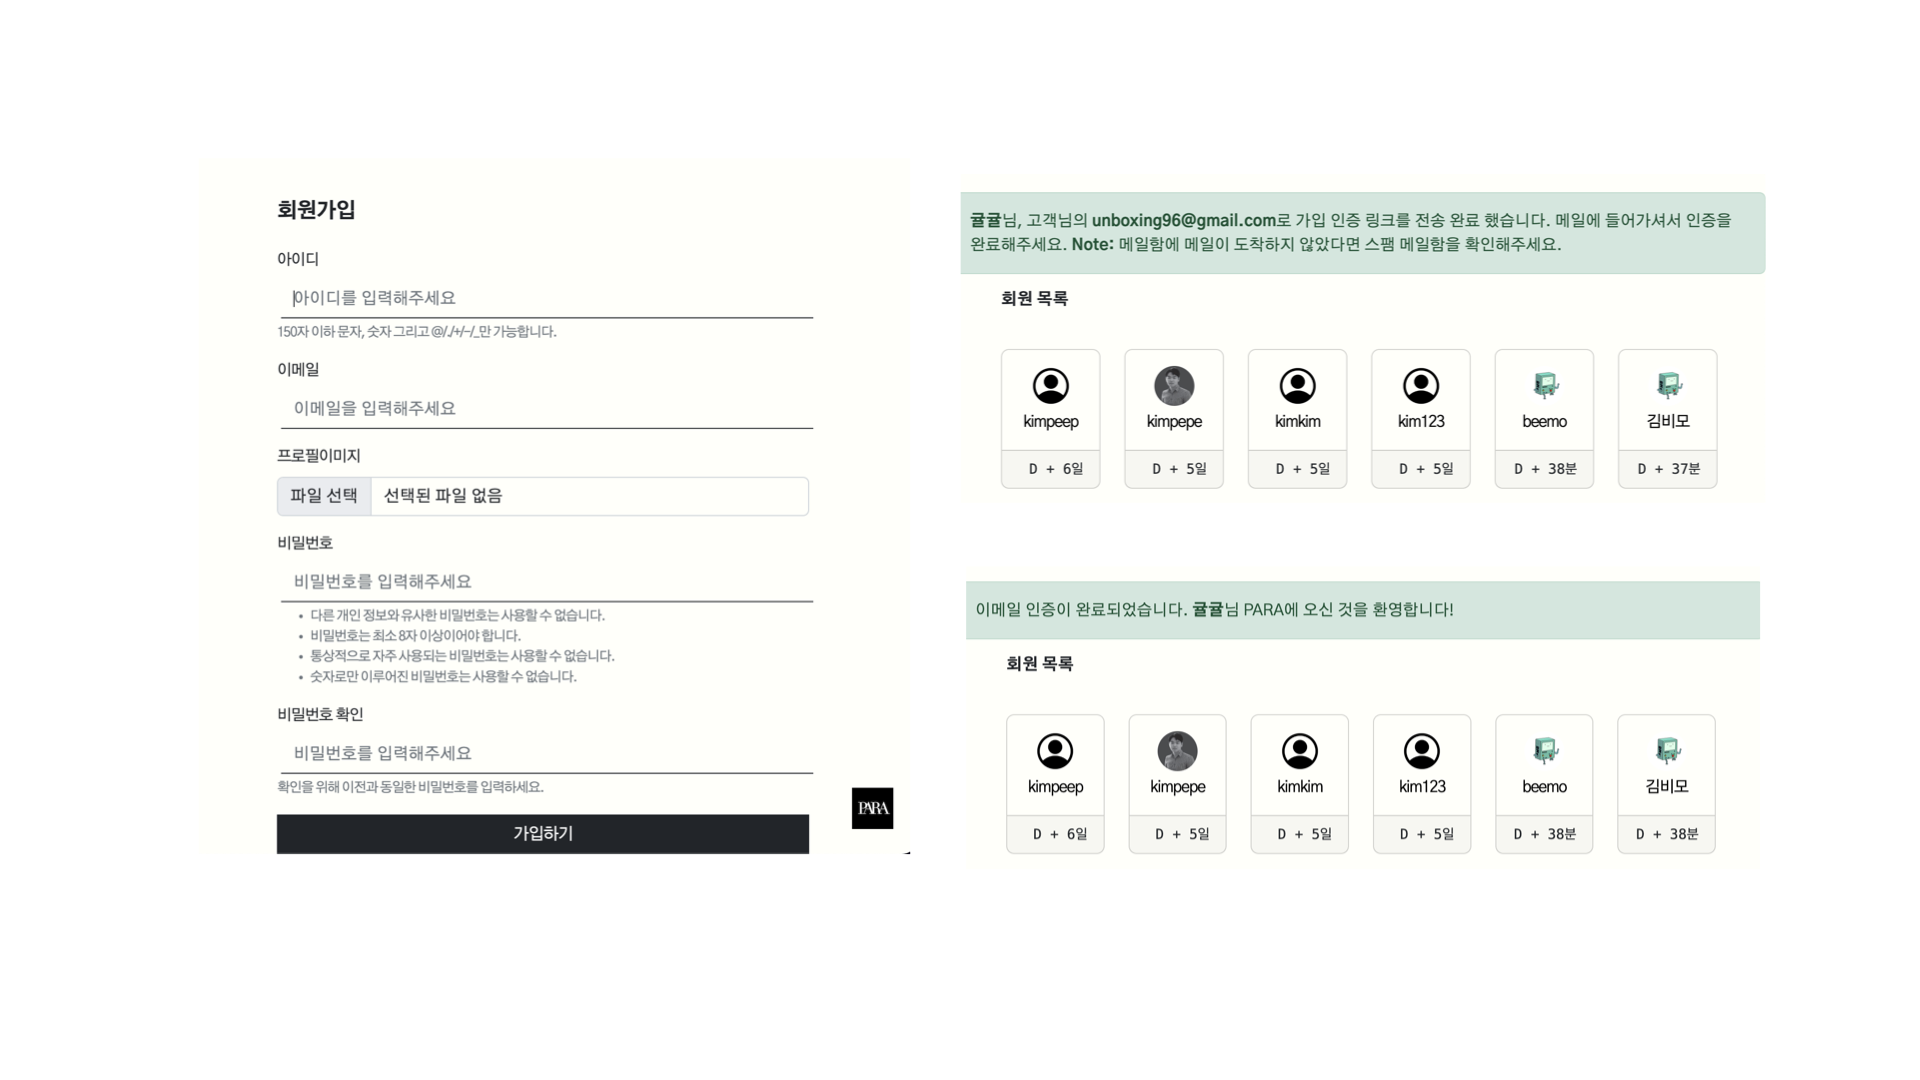 회원가입
아이디
아이디를 입력해주세요
150자 이하 문자, 숫자 그리고 @/./+/-/_만 가능합니다.
이메일
이메일을 입력해주세요
프로필이미지
파일 선택 선택된 파일 없음
비밀번호
비밀번호를 입력해주세요
• 다른 개인 정보와 유사한 비밀번호는 사용할 수 없습니다.
• 비밀번호는 최소 8자 이상이어야 합니다.
• 통상적으로 자주 사용되는 비밀번호는 사용할 수 없습니다.
• 숫자로만 이루어진 비밀번호는 사용할 수 없습니다.
비밀번호 확인
비밀번호를 입력해주세요
확인을 위해 이전과 동일한 비밀번호를 입력하세요.
가입하기
PARA
귤귤님, 고객님의 unboxing96@gmail.com로 가입 인증 링크를 전송 완료 했습니다. 메일에 들어가셔서 인증을
완료해주세요. Note: 메일함에 메일이 도착하지 않았다면 스팸 메일함을 확인해주세요.
회원 목록
kimpeep kimpepe kimkim kim123 beemo 김비모
D + 6일 D + 5일 D + 5일 D + 5일 D + 38분 D + 37분
이메일 인증이 완료되었습니다. 귤귤님 PARA에 오신 것을 환영합니다!
회원 목록
kimpeep kimpepe kimkim kim123 beemo 김비모
D + 6일 D + 5일 D + 5일 D + 5일 D + 38분 D + 38분